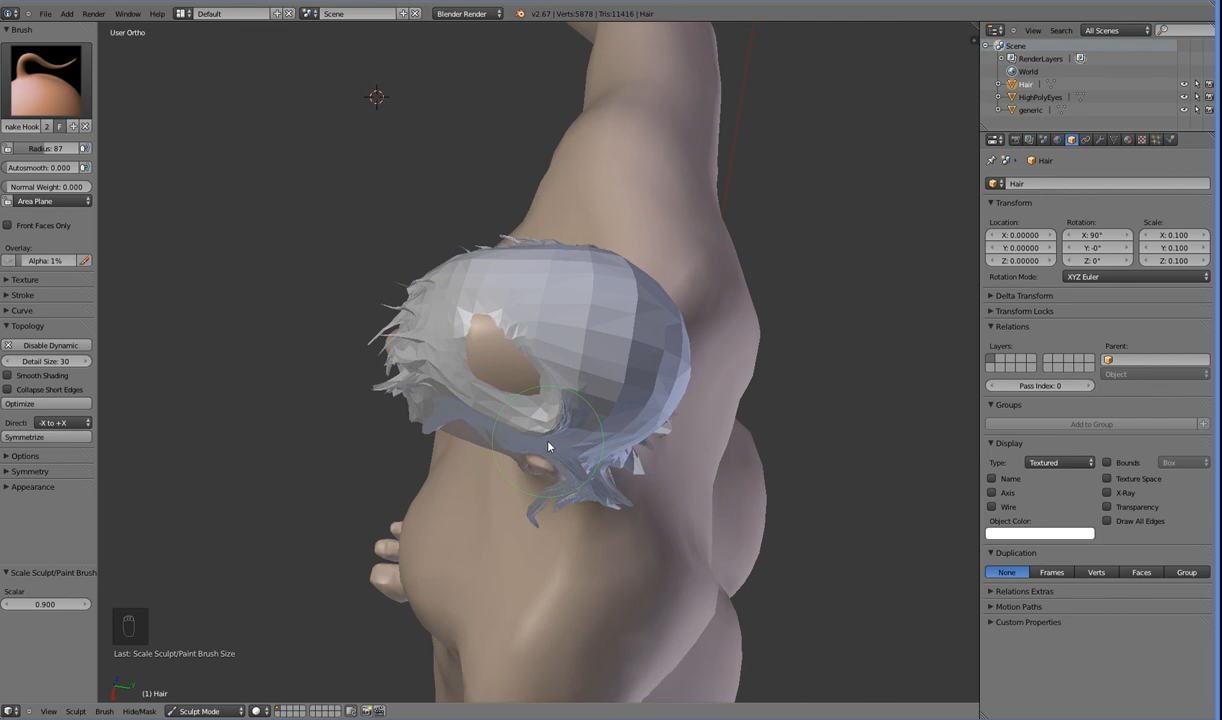 File Add Render Window Help Default Scene Blender Render v2.67 | Verts:5878 | Tris:11416 | Hair
Brush
nake Hook 2 F
Radius: 87
Autosmooth: 0.000
Normal Weight: 0.000
Area Plane
Front Faces Only
Overlay:
Alpha: 1%
Texture
Stroke
Curve
Topology
Disable Dynamic
Detail Size: 30
Smooth Shading
Collapse Short Edges
Optimize
Directi -X to +X
Symmetrize
Options
Symmetry
Appearance
Scale Sculpt/Paint Brush
Scalar
0.900
User Ortho
Last: Scale Sculpt/Paint Brush Size
(1) Hair
View Sculpt Brush Hide/Mask Sculpt Mode
View Search All Scenes
Scene
RenderLayers
World
Hair
HighPolyEyes
generic
Hair
Hair
Transform
Location: Rotation: Scale:
X: 0.00000 X: 90° X: 0.100
Y: 0.00000 Y: -0° Y: 0.100
Z: 0.00000 Z: 0° Z: 0.100
Rotation Mode: XYZ Euler
Delta Transform
Transform Locks
Relations
Layers: Parent:
Object
Pass Index: 0
Groups
Add to Group
Display
Type: Textured Bounds Box
Name Texture Space
Axis X-Ray
Wire Transparency
Object Color: Draw All Edges
Duplication
None Frames Verts Faces Group
Relations Extras
Motion Paths
Custom Properties